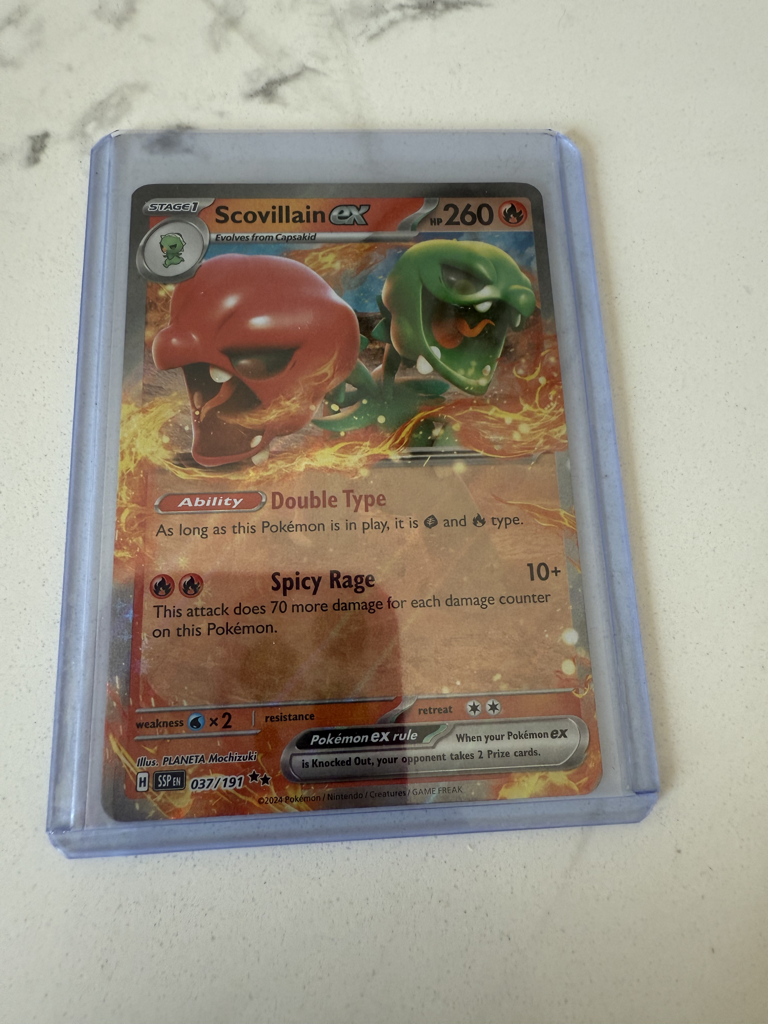 STAGE 1 Scovillain ex HP 260
Evolves from Capsakid
Ability Double Type
As long as this Pokémon is in play, it is and type.
Spicy Rage 10+
This attack does 70 more damage for each damage counter
on this Pokémon.
weakness ×2 resistance retreat
Pokémon ex rule When your Pokémon ex
is Knocked Out, your opponent takes 2 Prize cards.
Illus. PLANETA Mochizuki
H SSP EN 037/191
©2024 Pokémon / Nintendo / Creatures / GAME FREAK